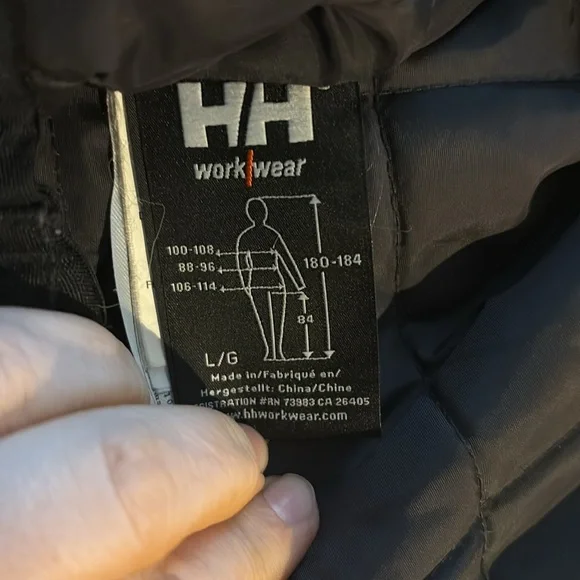 HH
work|wear
100-108
88-96
180-184
106-114
84
L/G
Made in/Fabriqué en/
Hergestellt: China/Chine
#RN 73983 CA 26405
.hhworkwear.com